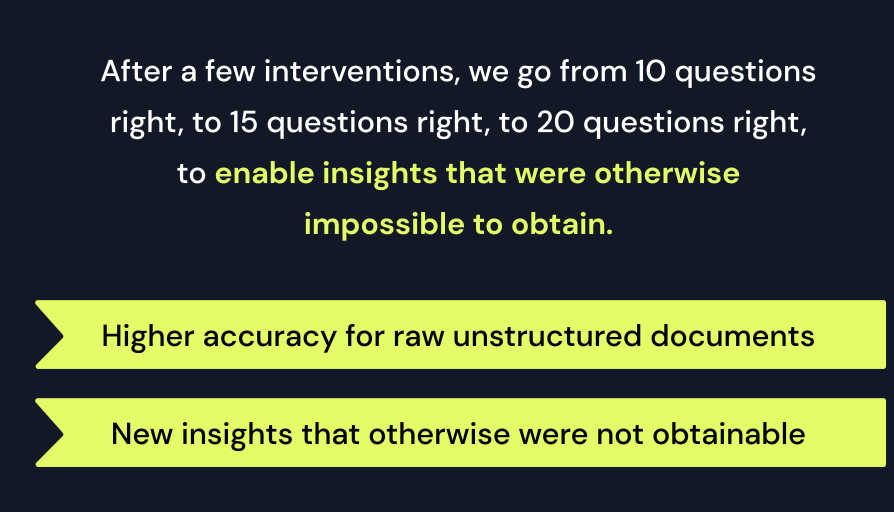 After a few interventions, we go from 10 questions
right, to 15 questions right, to 20 questions right,
to enable insights that were otherwise
impossible to obtain.
Higher accuracy for raw unstructured documents
New insights that otherwise were not obtainable